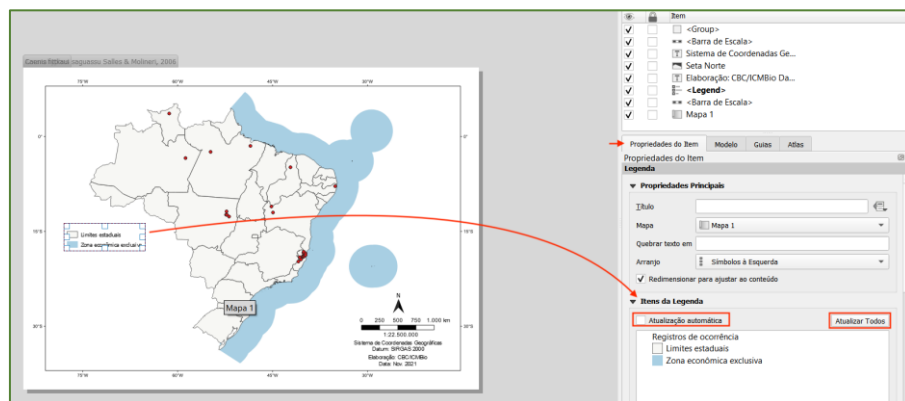 Item
<Group>
<Barra de Escala>
Sistema de Coordenadas Ge...
Seta Norte
Elaboração: CBC/ICMBio Da...
<Legend>
<Barra de Escala>
Mapa 1
saguassu Salles & Molinari, 2006
75°W 60°W 45°W 30°W
0° 0°
Limites estaduais
Zona econômica exclusiva
15°S 15°S
Mapa 1
N
0 250 500 750 1.000 km
1:22.500.000
30°S 30°S
Sistema de Coordenadas Geográficas
Datum: SIRGAS 2000
Elaboração: CBC/ICMBio
Data: Nov. 2021
Propriedades do Item Modelo Guias Atlas
Propriedades do Item
Legenda
Propriedades Principais
Título
Mapa Mapa 1
Quebrar texto em
Arranjo Símbolos à Esquerda
Redimensionar para ajustar ao conteúdo
Itens da Legenda
Atualização automática Atualizar Todos
Registros de ocorrência
Limites estaduais
Zona econômica exclusiva